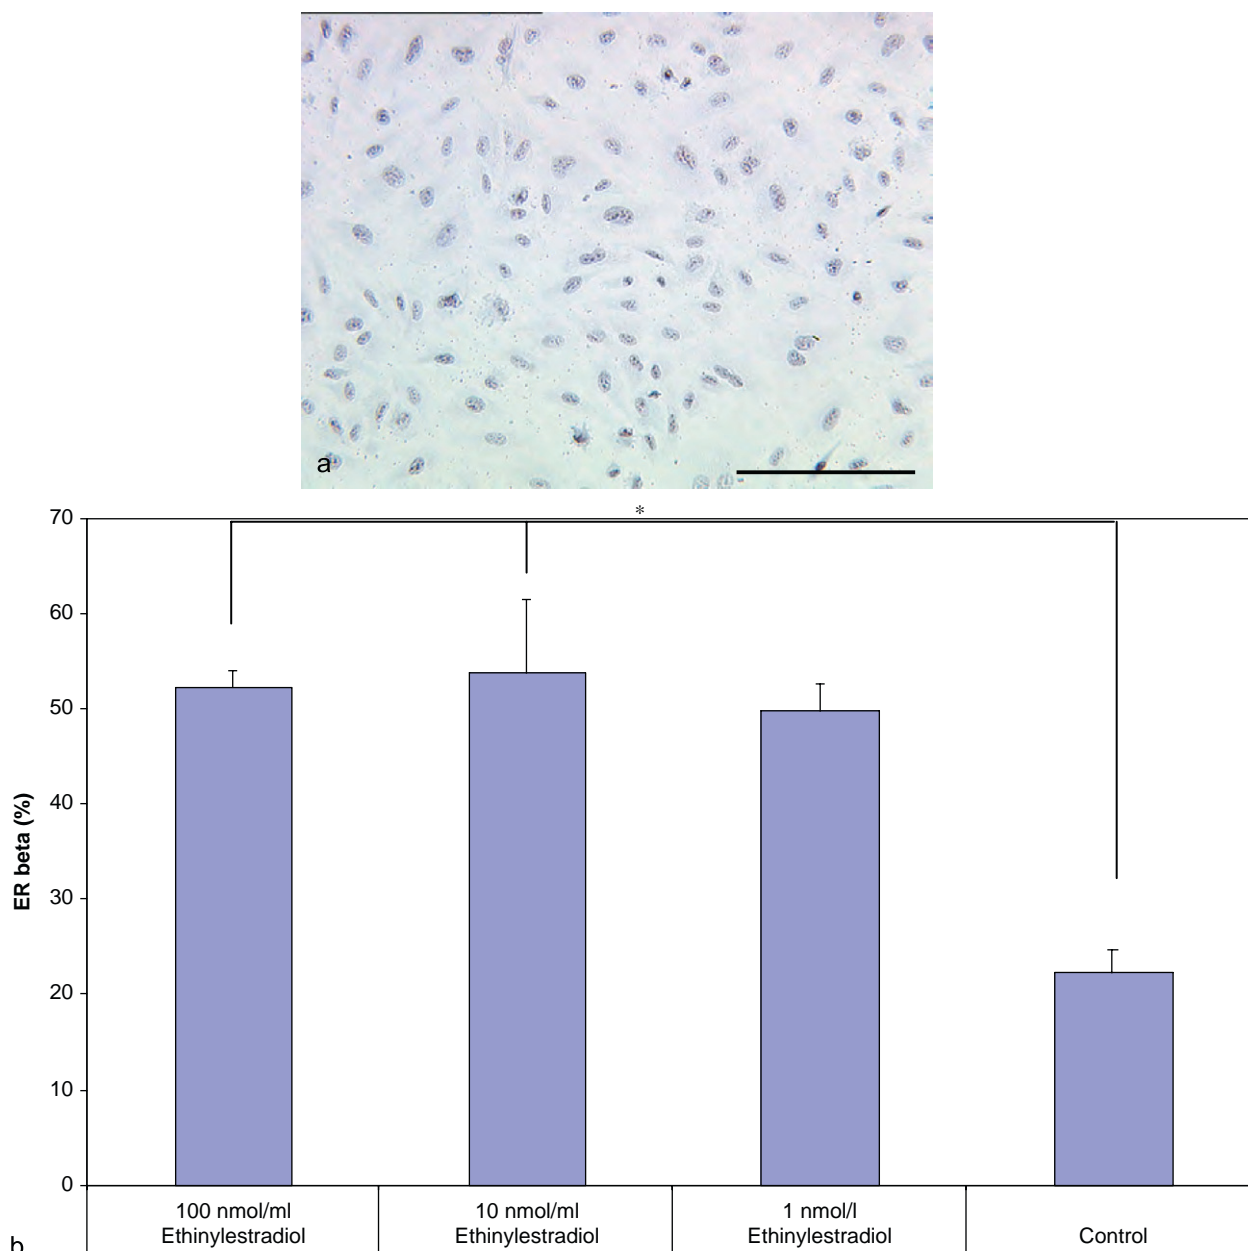 a
*
70
60
50
40
30
20
10
0
ER beta (%)
100 nmol/ml
Ethinylestradiol
10 nmol/ml
Ethinylestradiol
1 nmol/l
Ethinylestradiol
Control
b